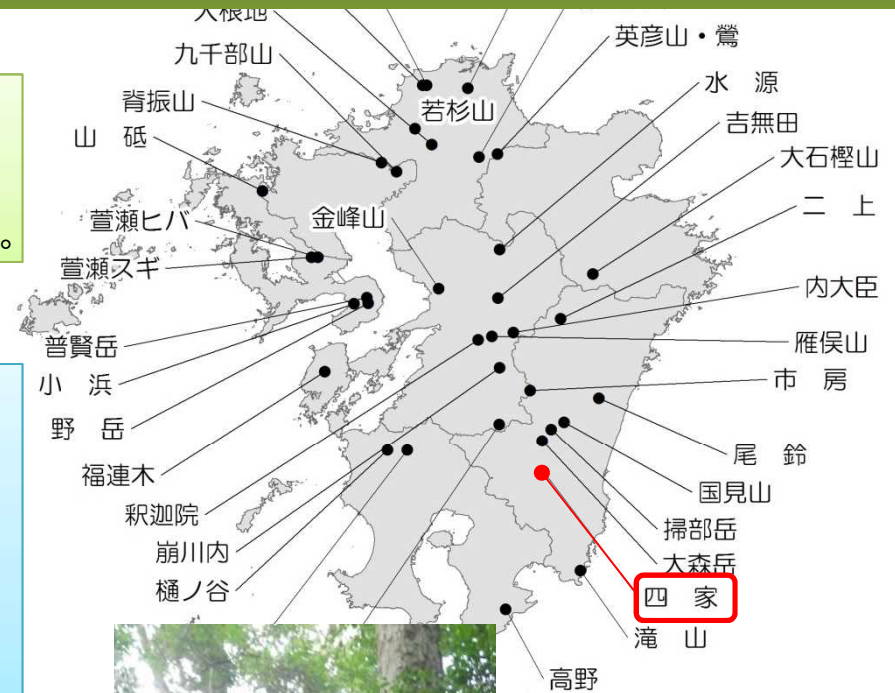 大根地
九千部山
脊振山
山 砥
萱瀬ヒバ
萱瀬スギ
普賢岳
小 浜
野 岳
福連木
釈迦院
崩川内
樋ノ谷
若杉山
金峰山
英彦山・鶯
水 源
吉無田
大石樫山
二 上
内大臣
雁俣山
市 房
尾 鈴
国見山
掃部岳
大森岳
四 家
滝 山
高野
。